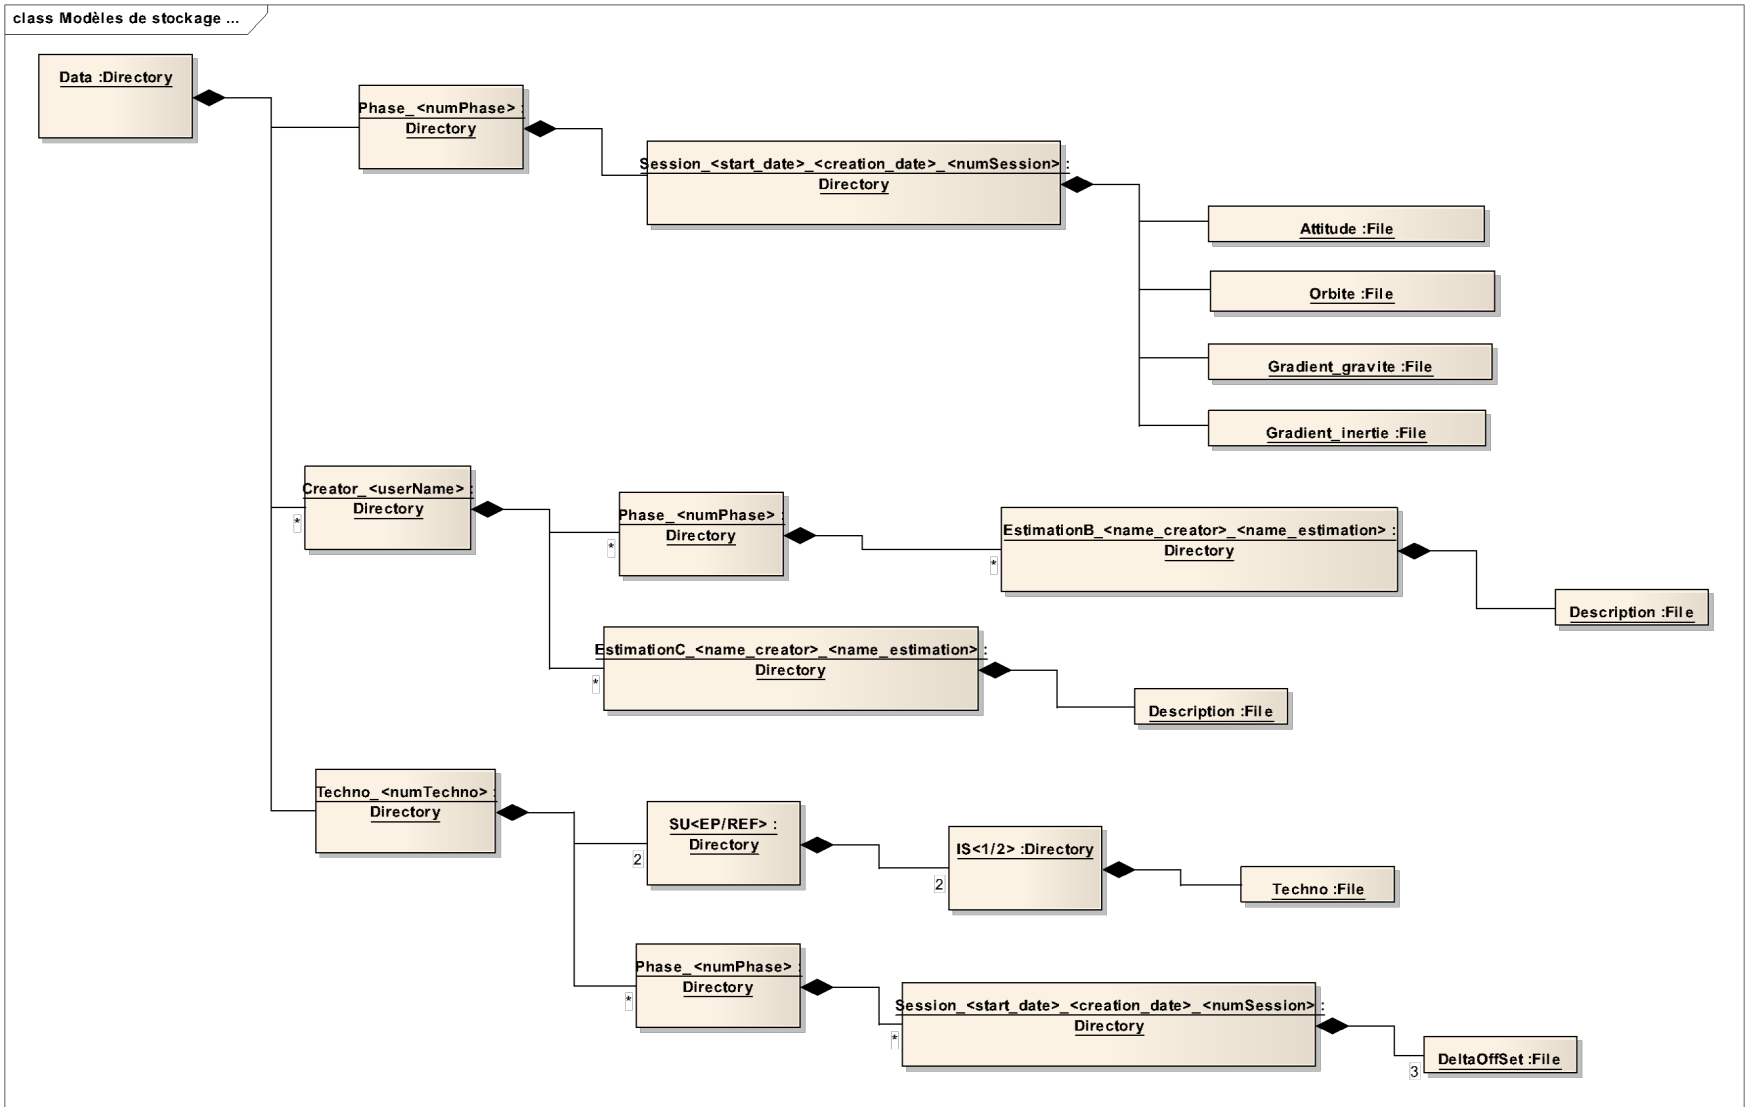 class Modèles de stockage ...
Data :Directory
Phase_<numPhase> :
Directory
Session_<start_date>_<creation_date>_<numSession> :
Directory
Attitude :File
Orbite :File
Gradient_gravite :File
Gradient_inertie :File
Creator_<userName> :
Directory
*
Phase_<numPhase> :
Directory
*
EstimationB_<name_creator>_<name_estimation> :
Directory
*
Description :File
EstimationC_<name_creator>_<name_estimation> :
Directory
*
Description :File
Techno_<numTechno> :
Directory
SU<EP/REF> :
Directory
2
IS<1/2> :Directory
2
Techno :File
Phase_<numPhase> :
Directory
*
Session_<start_date>_<creation_date>_<numSession> :
Directory
*
DeltaOffSet :File
3